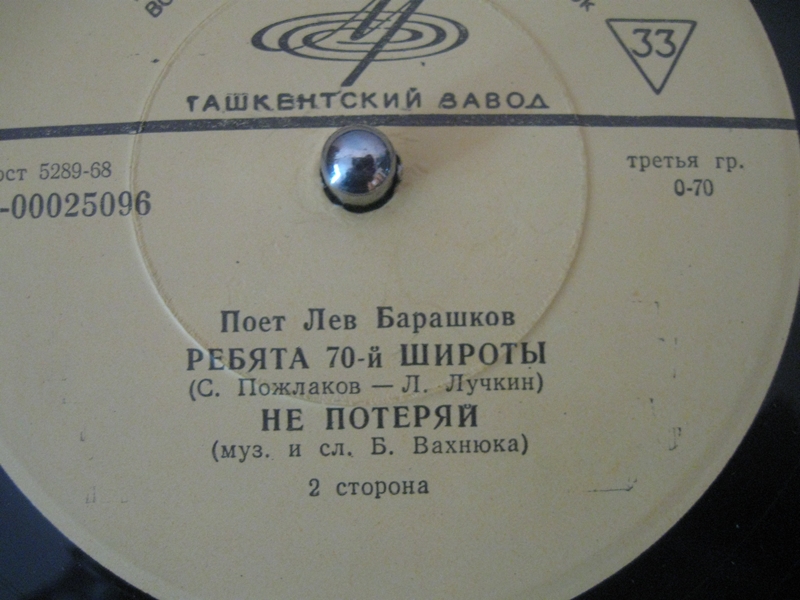 33
ТАШКЕНТСКИЙ ЗАВОД
ост 5289-68
-00025096
третья гр.
0-70
Поет Лев Барашков
РЕБЯТА 70-й ШИРОТЫ
(С. Пожлаков — Л. Лучкин)
НЕ ПОТЕРЯЙ
(муз. и сл. Б. Вахнюка)
2 сторона